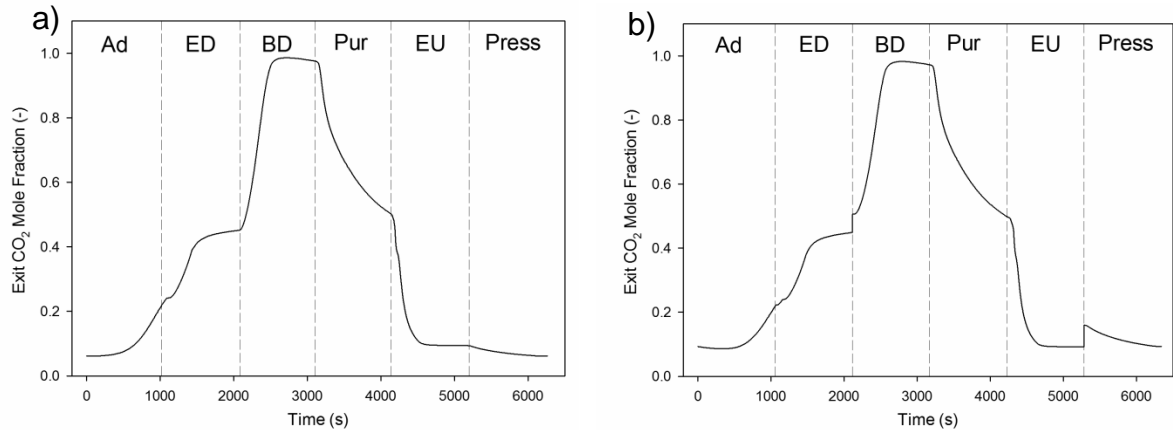 a)
Ad ED BD Pur EU Press
1.0
0.8
0.6
0.4
0.2
0.0
Exit CO₂ Mole Fraction (-)
0 1000 2000 3000 4000 5000 6000
Time (s)
b)
Ad ED BD Pur EU Press
1.0
0.8
0.6
0.4
0.2
0.0
Exit CO₂ Mole Fraction (-)
0 1000 2000 3000 4000 5000 6000
Time (s)